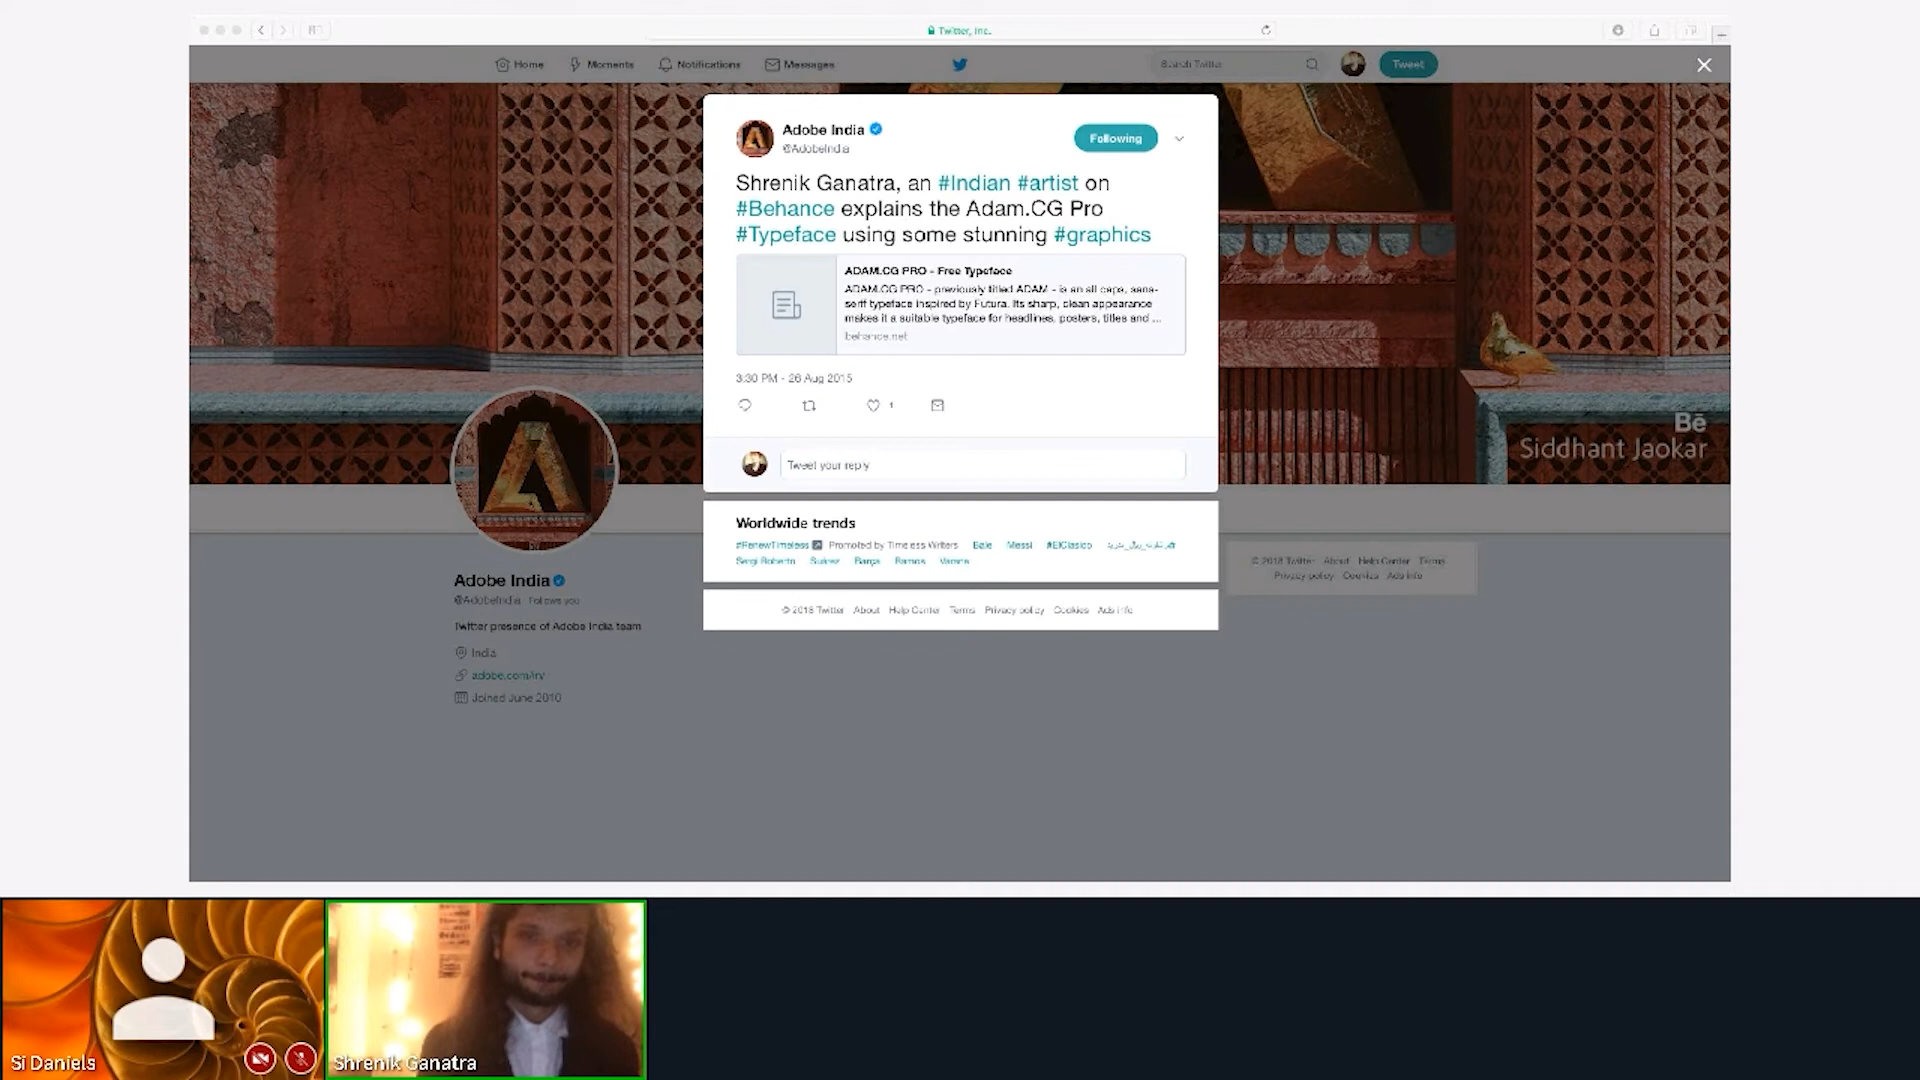 Twitter, Inc.
Home
Moments
Notifications
Messages
Search Twitter
Tweet
Adobe India
@AdobeIndia
Following
Shrenik Ganatra, an #Indian #artist on
#Behance explains the Adam.CG Pro
#Typeface using some stunning #graphics
ADAM.CG PRO - Free Typeface
ADAM.CG PRO - previously titled ADAM - is an all caps, sans-
serif typeface inspired by Futura. Its sharp, clean appearance
makes it a suitable typeface for headlines, posters, titles and ...
behance.net
3:30 PM - 26 Aug 2015
1
Tweet your reply
Bē
Siddhant Jaokar
Worldwide trends
#RenewTimeless Promoted by Timeless Writers Bale Messi #ElClasico
Sergi Roberto Suárez Barça Ramos Varane
© 2018 Twitter About Help Center Terms Privacy policy Cookies Ads info
Adobe India
@AdobeIndia Follows you
Twitter presence of Adobe India team
India
adobe.com/in/
Joined June 2010
© 2018 Twitter About Help Center Terms
Privacy policy Cookies Ads info
Si Daniels
Shrenik Ganatra